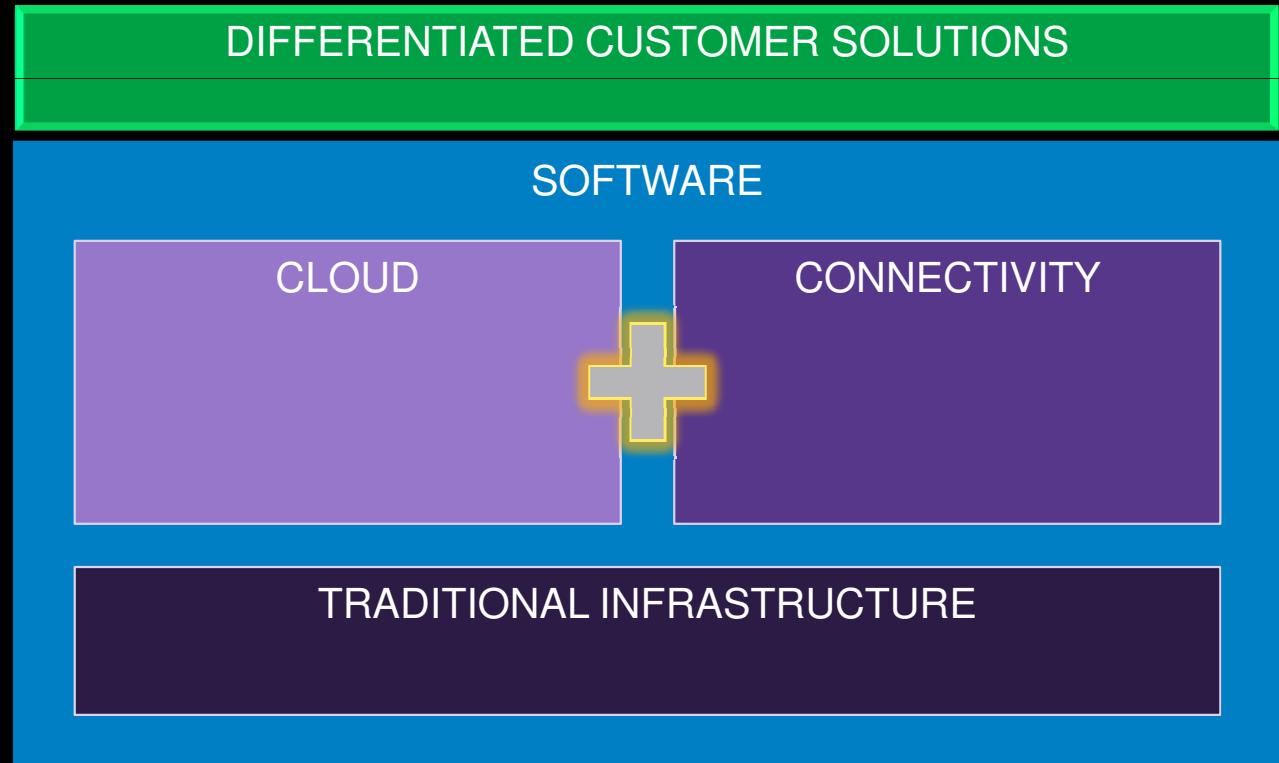 DIFFERENTIATED CUSTOMER SOLUTIONS
SOFTWARE
CLOUD
CONNECTIVITY
TRADITIONAL INFRASTRUCTURE